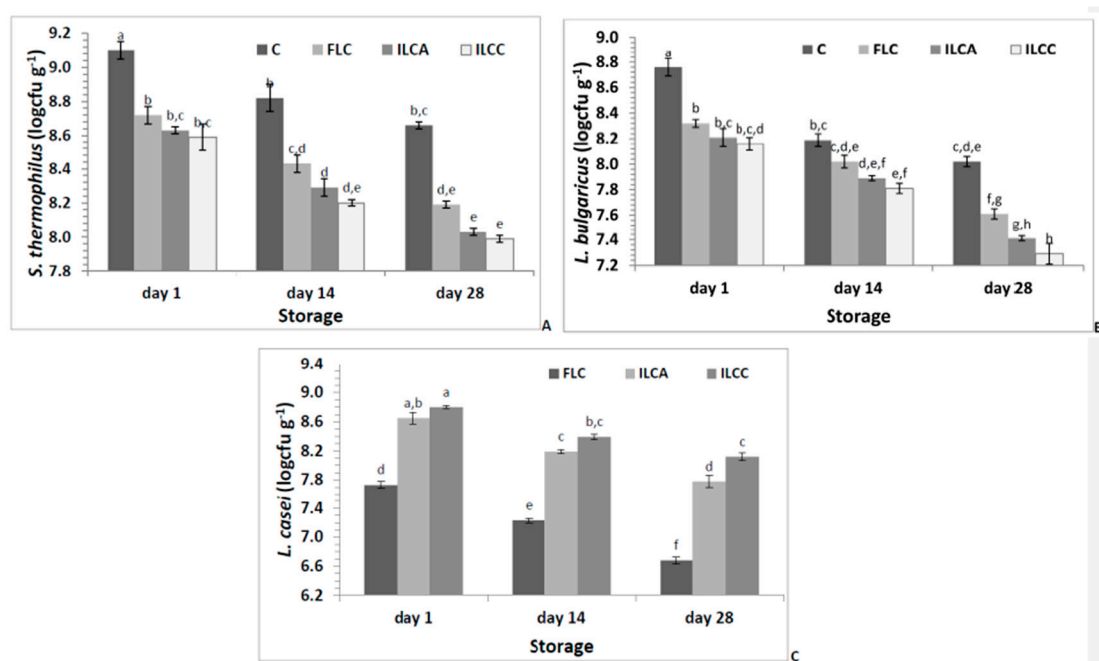 9.2
9.0
8.8
8.6
8.4
8.2
8.0
7.8
S. thermophilus (logcfu g-1)
C FLC ILCA ILCC
a
b
b,c
b,c
b
c,d
d
d,e
b,c
d,e
e
e
day 1 day 14 day 28
Storage
A
9.0
8.8
8.6
8.4
8.2
8.0
7.8
7.6
7.4
7.2
L. bulgaricus (logcfu g-1)
C FLC ILCA ILCC
a
b
b,c
b,c,d
b,c
c,d,e
d,e,f
e,f
c,d,e
f,g
g,h
h
day 1 day 14 day 28
Storage
B
9.4
9.0
8.6
8.2
7.8
7.4
7.0
6.6
6.2
L. casei (logcfu g-1)
FLC ILCA ILCC
d
a,b
a
e
c
b,c
f
d
c
day 1 day 14 day 28
Storage
C